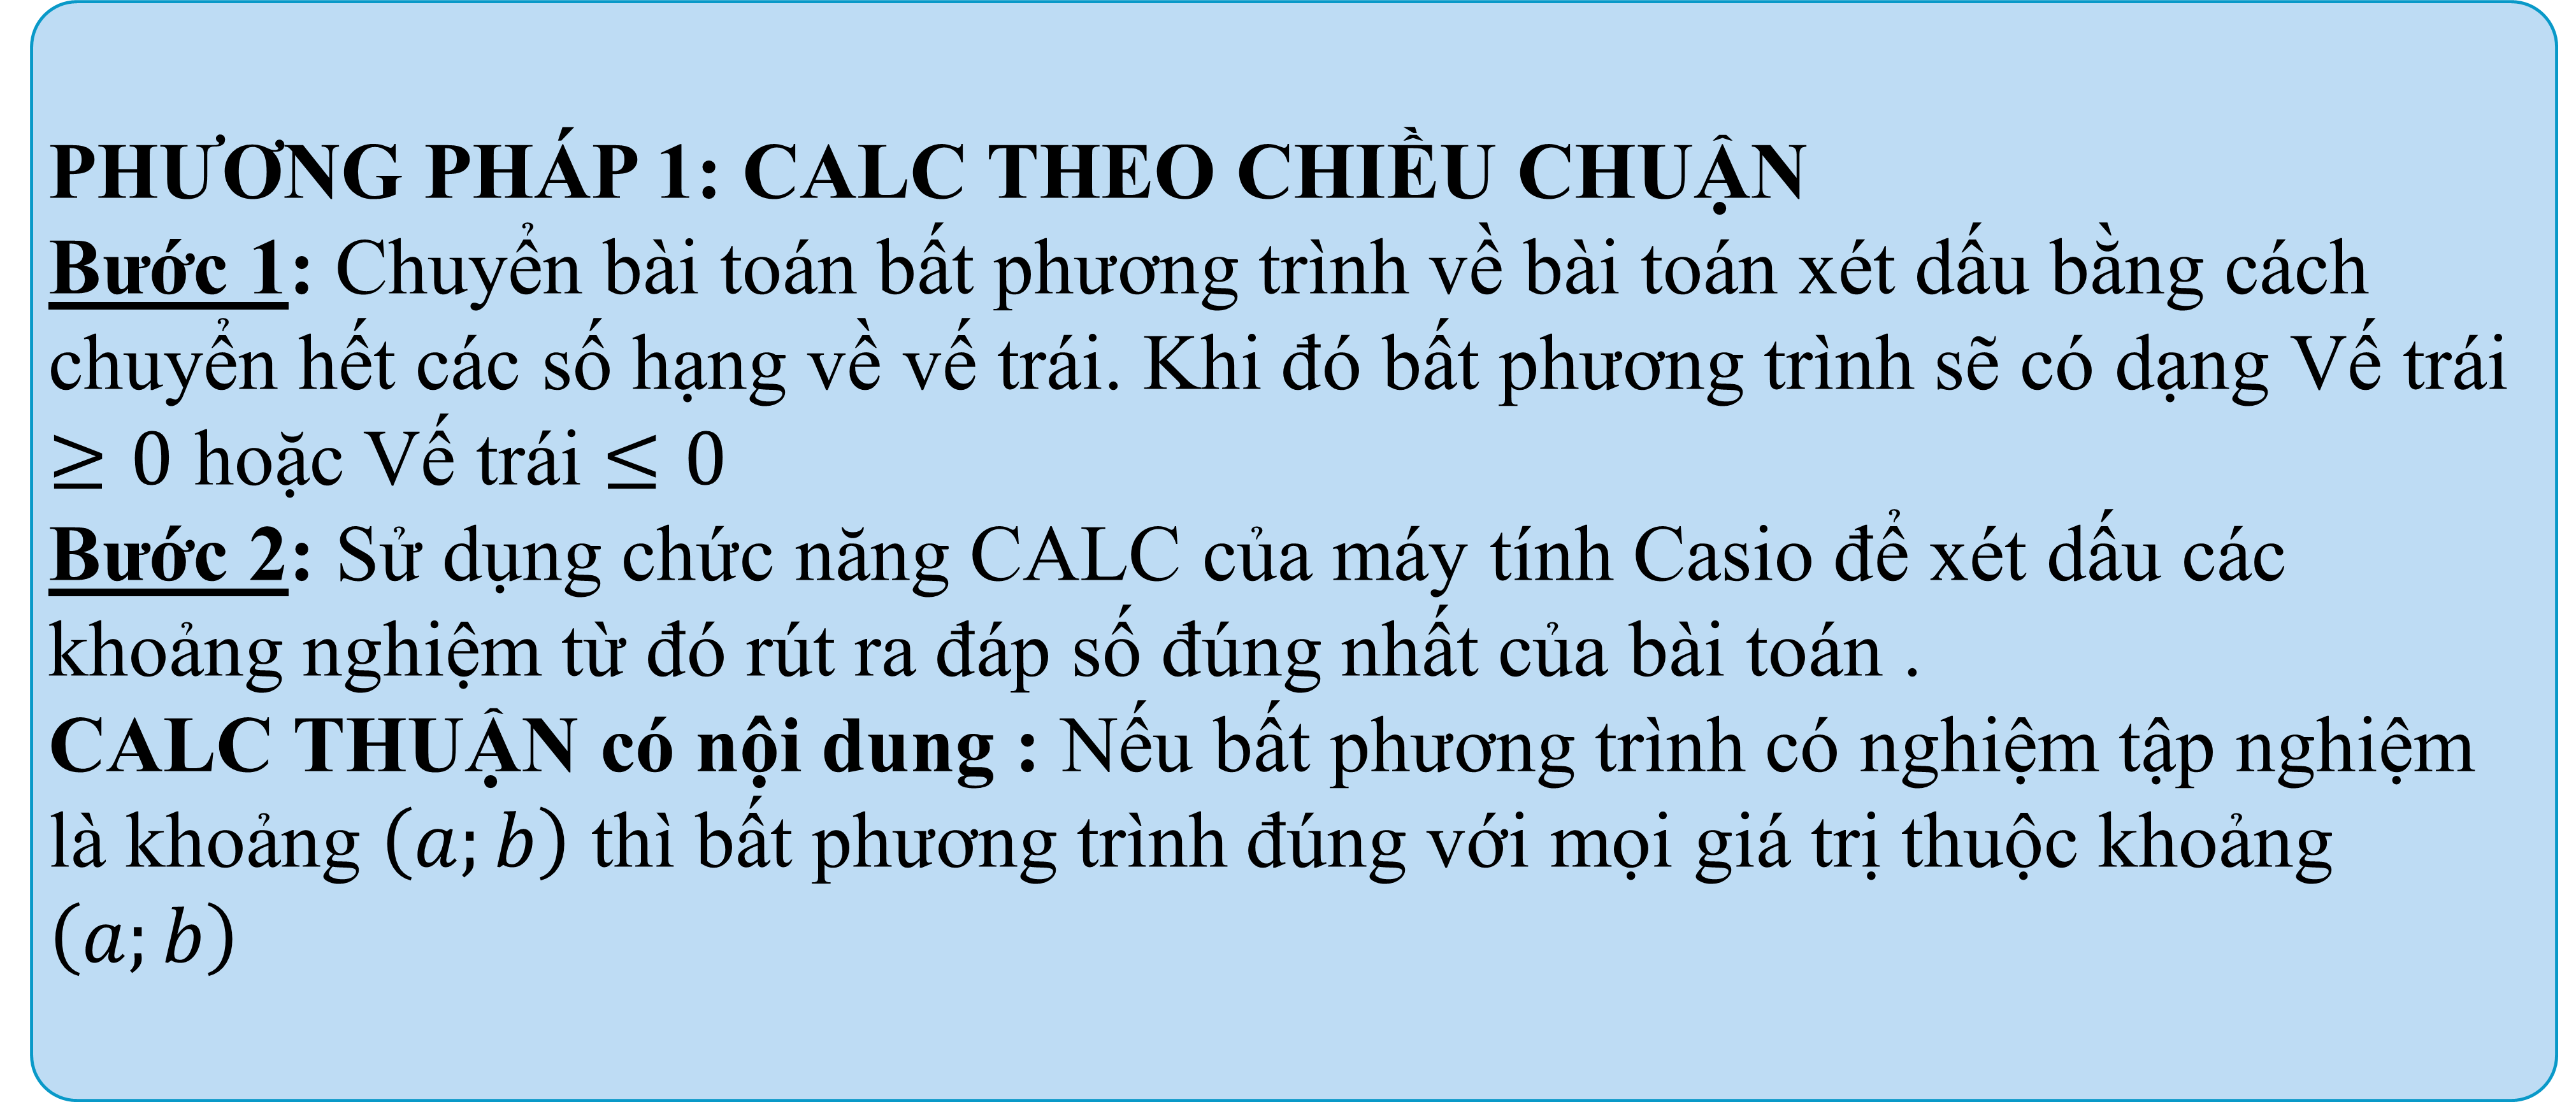 PHƯƠNG PHÁP 1: CALC THEO CHIỀU CHUẬN
Bước 1: Chuyển bài toán bất phương trình về bài toán xét dấu bằng cách
chuyển hết các số hạng về vế trái. Khi đó bất phương trình sẽ có dạng Vế trái
≥ 0 hoặc Vế trái ≤ 0
Bước 2: Sử dụng chức năng CALC của máy tính Casio để xét dấu các
khoảng nghiệm từ đó rút ra đáp số đúng nhất của bài toán .
CALC THUẬN có nội dung : Nếu bất phương trình có nghiệm tập nghiệm
là khoảng (a; b) thì bất phương trình đúng với mọi giá trị thuộc khoảng
(a; b)